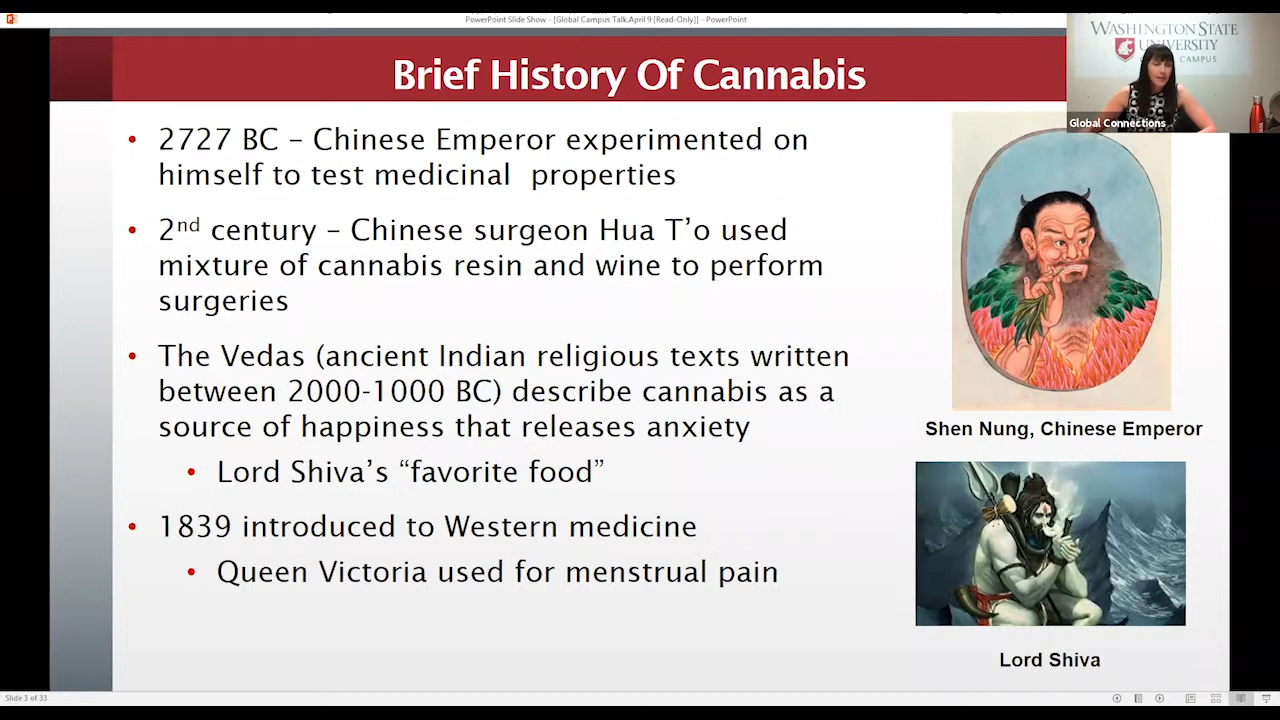 PowerPoint Slide Show - [Global Campus Talk.April 9 [Read-Only]] - PowerPoint
WASHINGTON STATE
UNIVERSITY
CAMPUS
Global Connections
Brief History Of Cannabis
• 2727 BC – Chinese Emperor experimented on
himself to test medicinal properties
• 2nd century – Chinese surgeon Hua T’o used
mixture of cannabis resin and wine to perform
surgeries
• The Vedas (ancient Indian religious texts written
between 2000-1000 BC) describe cannabis as a
source of happiness that releases anxiety
• Lord Shiva’s “favorite food”
• 1839 introduced to Western medicine
• Queen Victoria used for menstrual pain
Shen Nung, Chinese Emperor
Lord Shiva
Slide 3 of 33